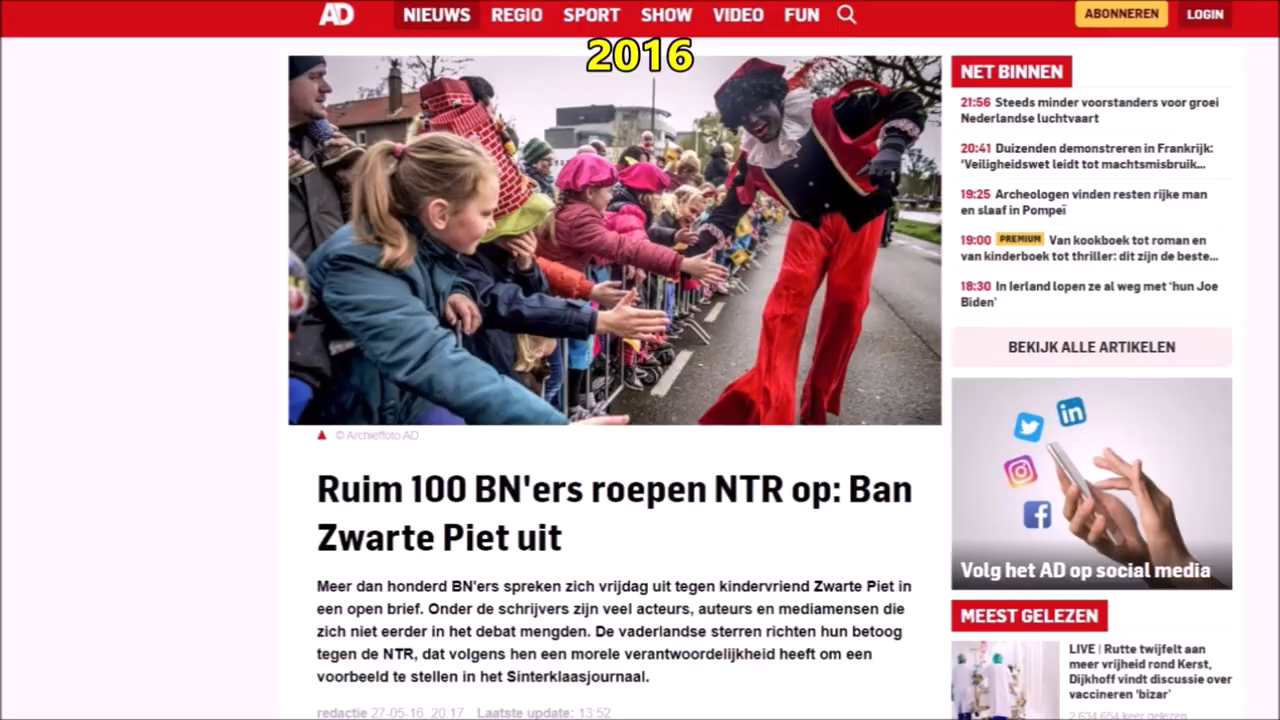 AD
NIEUWS REGIO SPORT SHOW VIDEO FUN
ABONNEREN LOGIN
2016
© Archieffoto AD
Ruim 100 BN'ers roepen NTR op: Ban
Zwarte Piet uit
Meer dan honderd BN'ers spreken zich vrijdag uit tegen kindervriend Zwarte Piet in
een open brief. Onder de schrijvers zijn veel acteurs, auteurs en mediamensen die
zich niet eerder in het debat mengden. De vaderlandse sterren richten hun betoog
tegen de NTR, dat volgens hen een morele verantwoordelijkheid heeft om een
voorbeeld te stellen in het Sinterklaasjournaal.
redactie 27-05-16, 20:17 Laatste update: 13:52
NET BINNEN
21:56 Steeds minder voorstanders voor groei
Nederlandse luchtvaart
20:41 Duizenden demonstreren in Frankrijk:
'Veiligheidswet leidt tot machtsmisbruik...
19:25 Archeologen vinden resten rijke man
en slaaf in Pompeï
19:00 PREMIUM Van kookboek tot roman en
van kinderboek tot thriller: dit zijn de beste...
18:30 In Ierland lopen ze al weg met 'hun Joe
Biden'
BEKIJK ALLE ARTIKELEN
in
Volg het AD op social media
MEEST GELEZEN
LIVE | Rutte twijfelt aan
meer vrijheid rond Kerst,
Dijkhoff vindt discussie over
vaccineren 'bizar'
2.634.654 keer gelezen